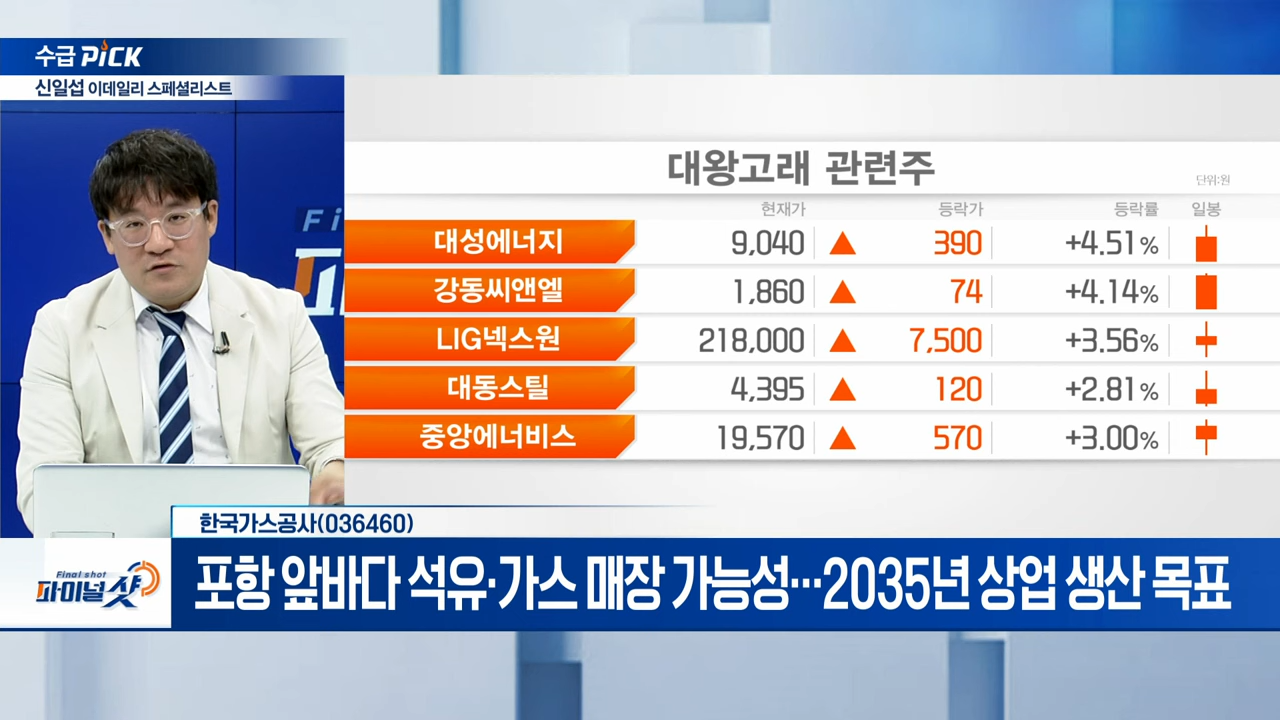 수급 PiCK
신일섭 이데일리 스페셜리스트
Fi
대왕고래 관련주
단위:원
현재가 등락가 등락률 일봉
대성에너지 9,040 ▲ 390 +4.51%
강동씨앤엘 1,860 ▲ 74 +4.14%
LIG넥스원 218,000 ▲ 7,500 +3.56%
대동스틸 4,395 ▲ 120 +2.81%
중앙에너비스 19,570 ▲ 570 +3.00%
한국가스공사(036460)
Final shot
파이널샷
포항 앞바다 석유·가스 매장 가능성…2035년 상업 생산 목표